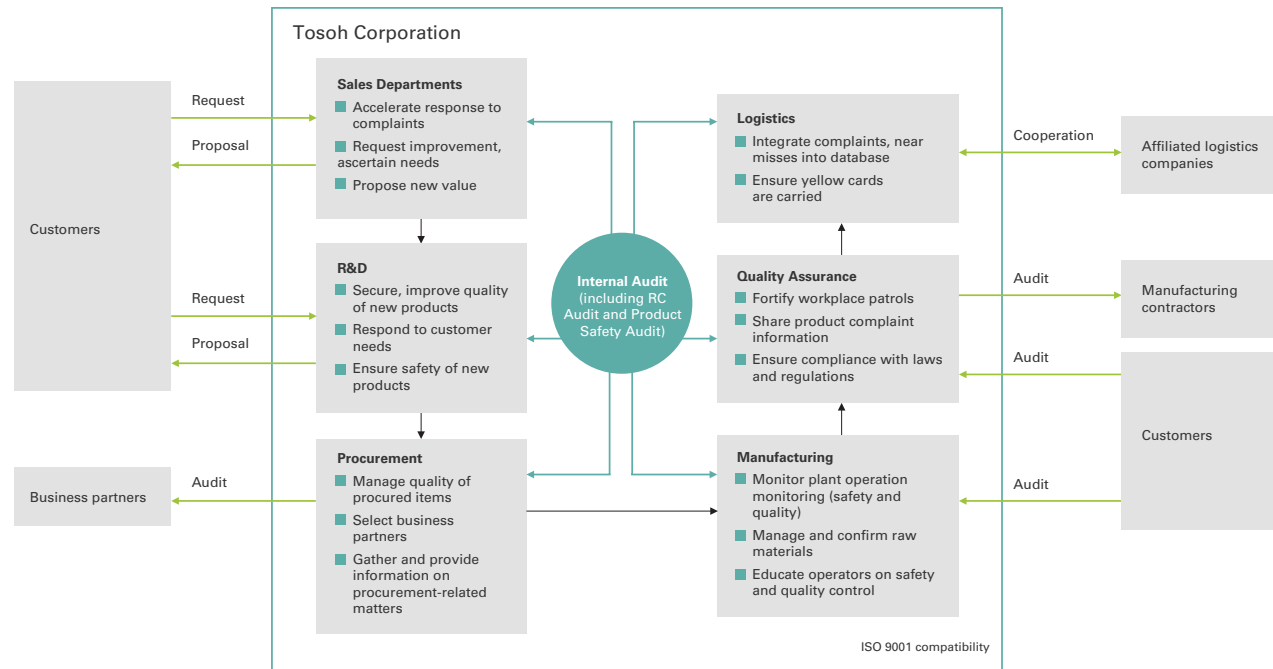 Tosoh Corporation
Customers
Request
Proposal
Request
Proposal
Business partners
Audit
Sales Departments
Accelerate response to
complaints
Request improvement,
ascertain needs
Propose new value
R&D
Secure, improve quality
of new products
Respond to customer
needs
Ensure safety of new
products
Procurement
Manage quality of
procured items
Select business
partners
Gather and provide
information on
procurement-related
matters
Internal Audit
(including RC
Audit and Product
Safety Audit)
Logistics
Integrate complaints, near
misses into database
Ensure yellow cards
are carried
Quality Assurance
Fortify workplace patrols
Share product complaint
information
Ensure compliance with laws
and regulations
Manufacturing
Monitor plant operation
monitoring (safety and
quality)
Manage and confirm raw
materials
Educate operators on safety
and quality control
ISO 9001 compatibility
Cooperation
Affiliated logistics
companies
Audit
Manufacturing
contractors
Audit
Customers
Audit